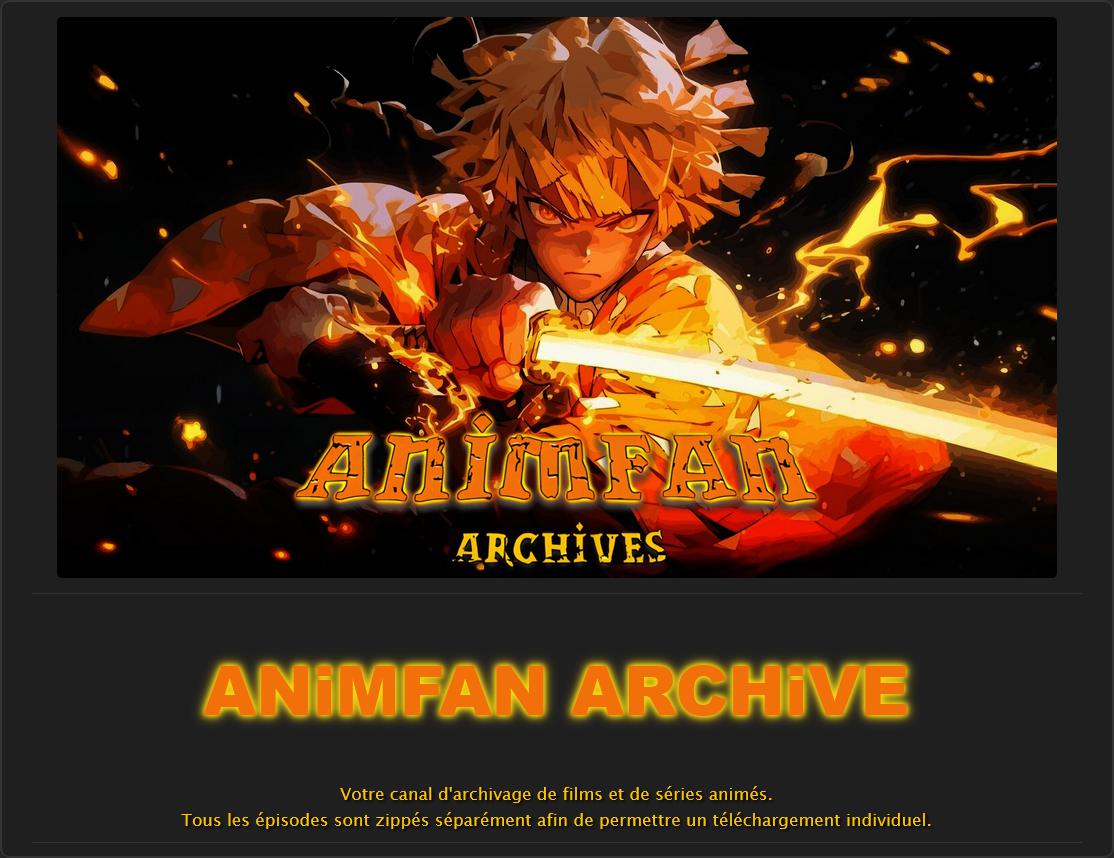 ANiMFAN
ARCHiVES
ANiMFAN ARCHiVE
Votre canal d'archivage de films et de séries animés.
Tous les épisodes sont zippés séparément afin de permettre un téléchargement individuel.